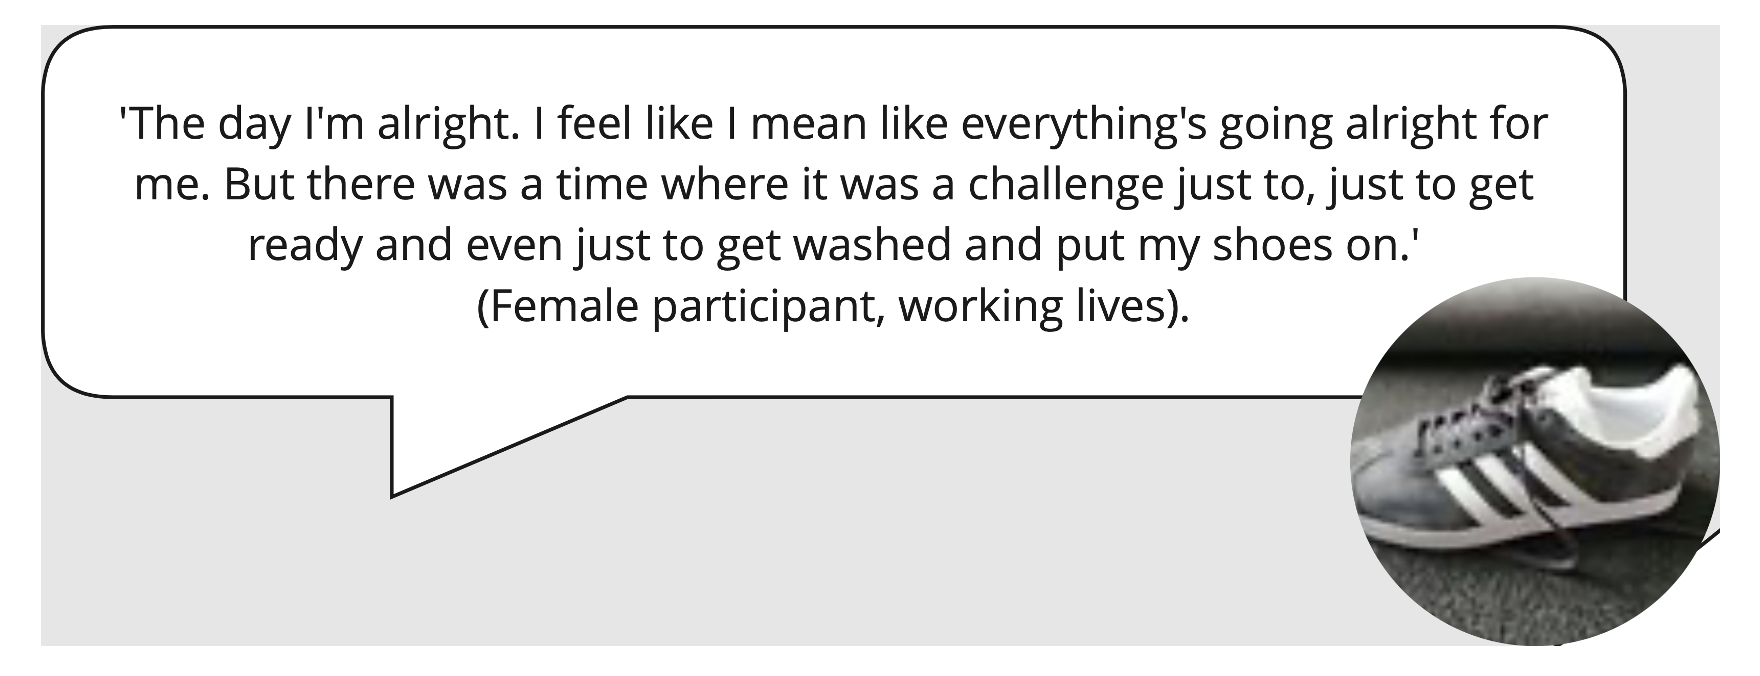 'The day I'm alright. I feel like I mean like everything's going alright for
me. But there was a time where it was a challenge just to, just to get
ready and even just to get washed and put my shoes on.'
(Female participant, working lives).